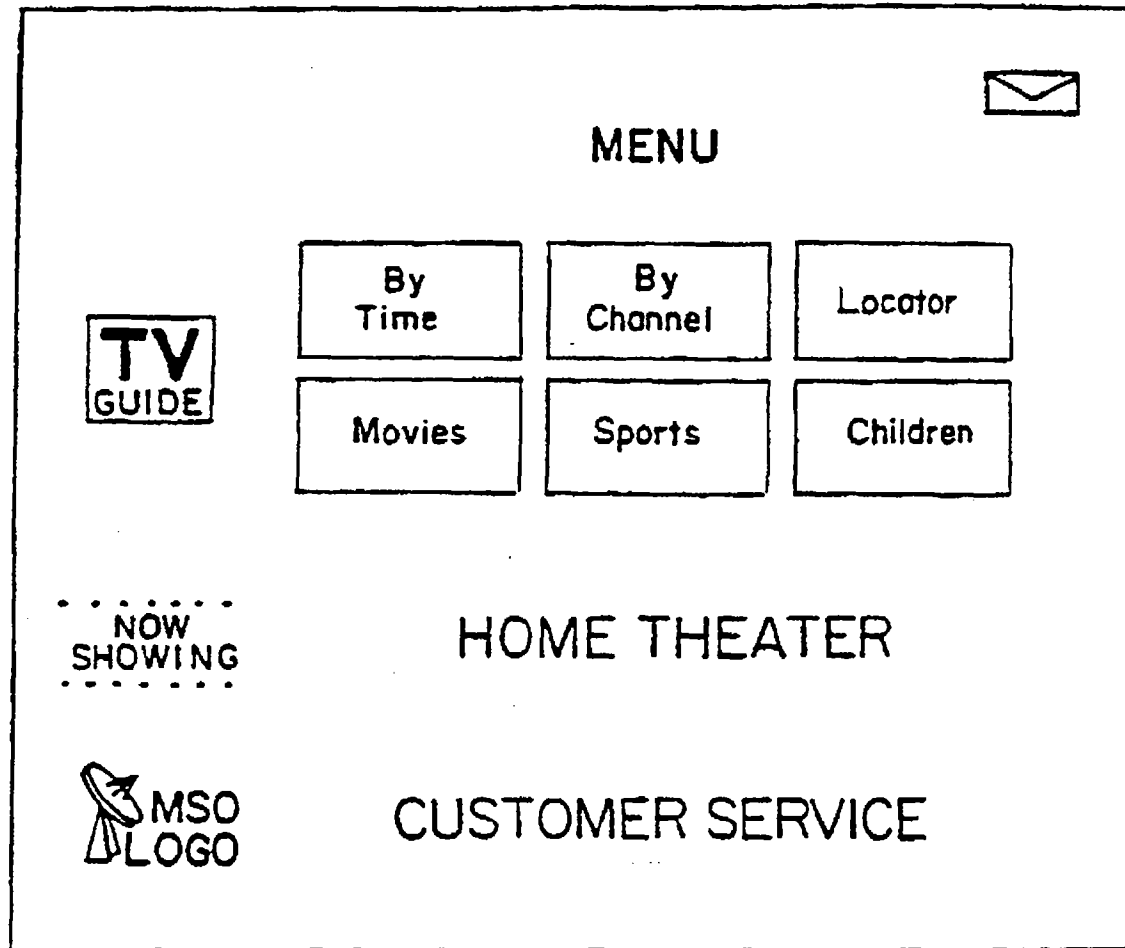 MENU
By
Time
By
Channel
Locator
TV
GUIDE
Movies
Sports
Children
NOW
SHOWING
HOME THEATER
MSO
LOGO
CUSTOMER SERVICE